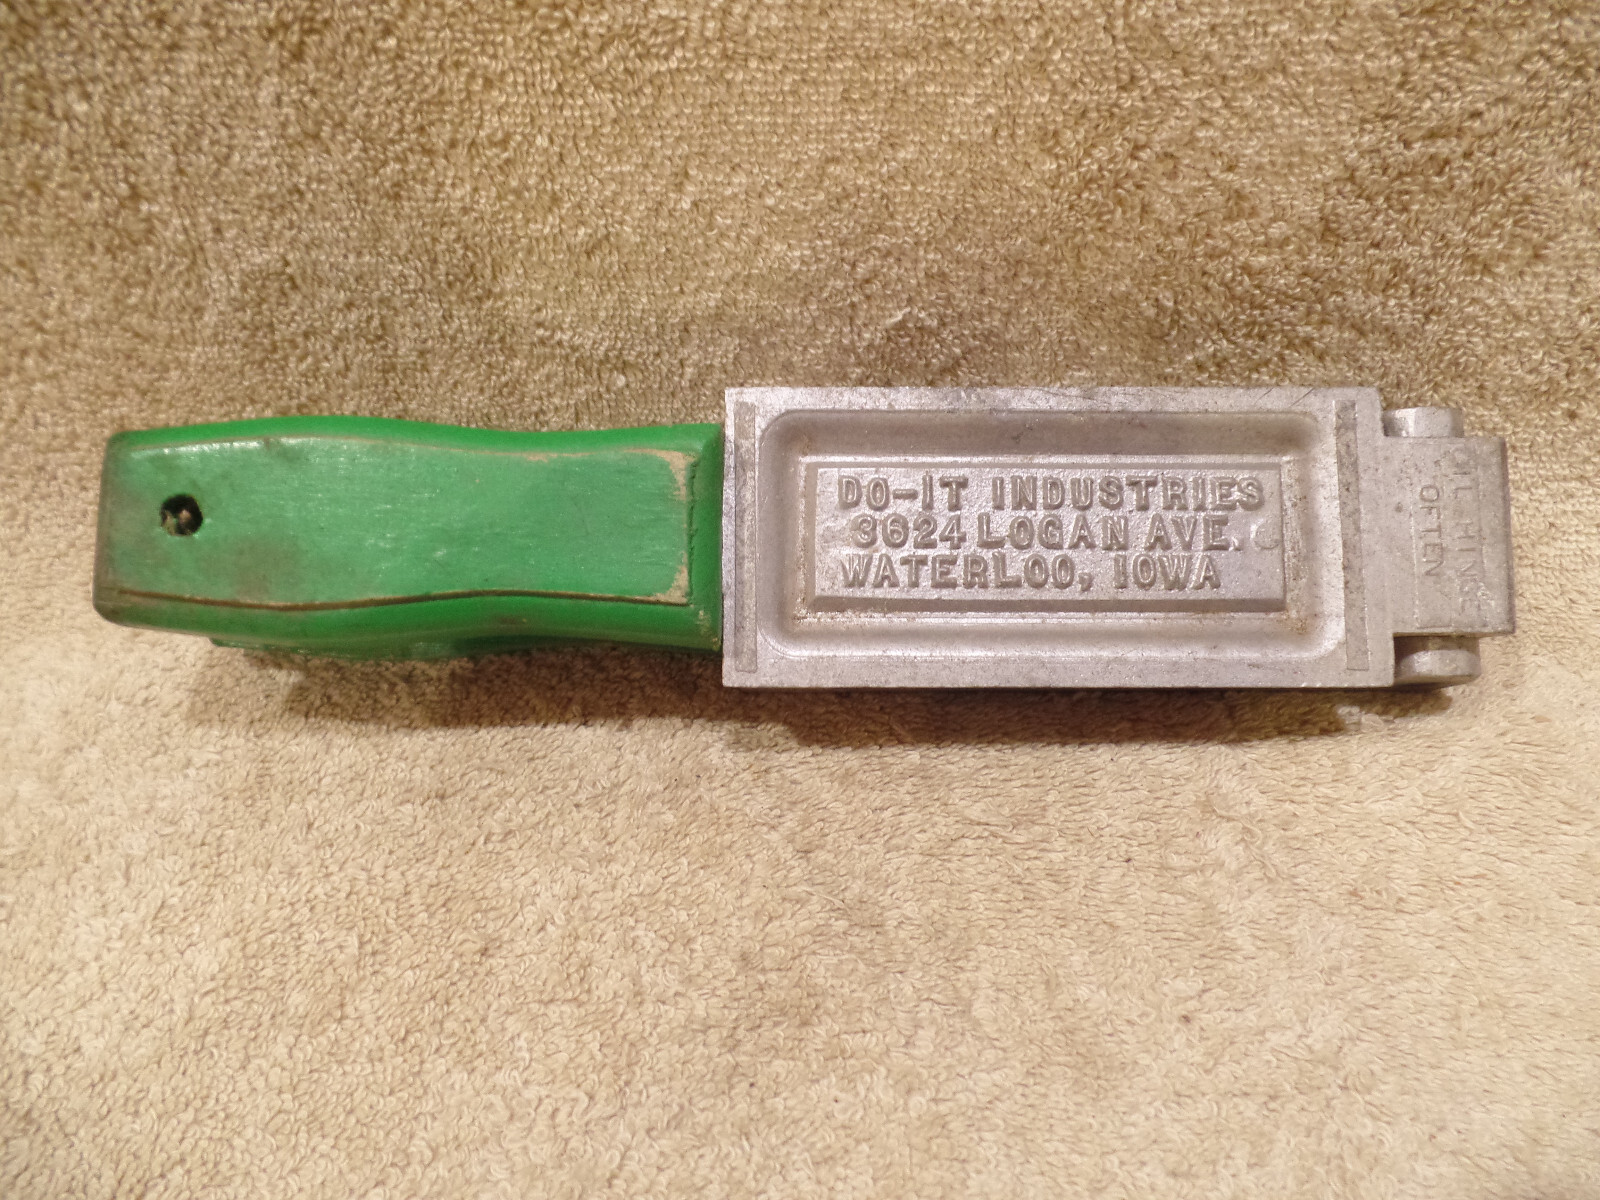 DO-IT INDUSTRIES
3624 LOGAN AVE.
WATERLOO, IOWA
OIL HINGE
OFTEN